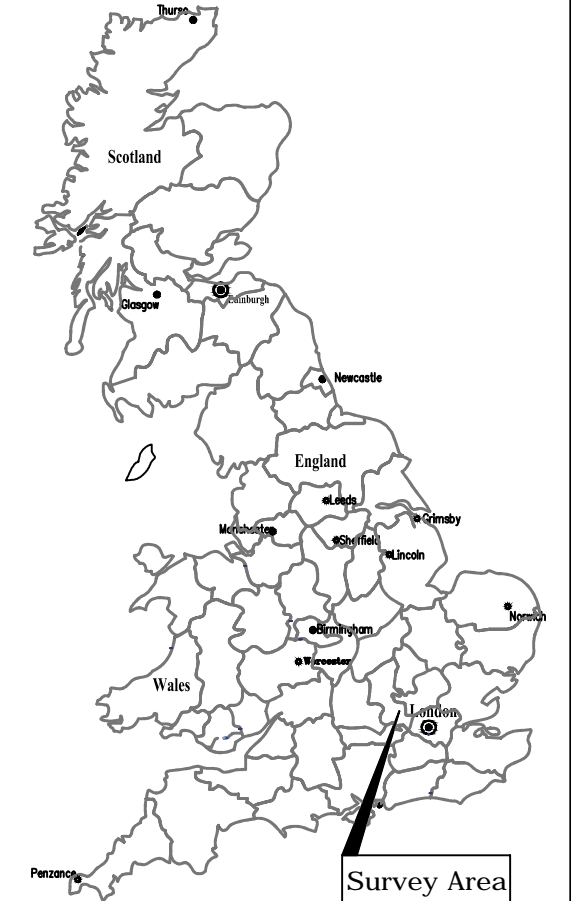 Thurso
Scotland
Glasgow
Edinburgh
Newcastle
England
Leeds
Grimsby
Manchester
Sheffield
Lincoln
Norwich
Birmingham
Worcester
Wales
London
Penzance
Survey Area